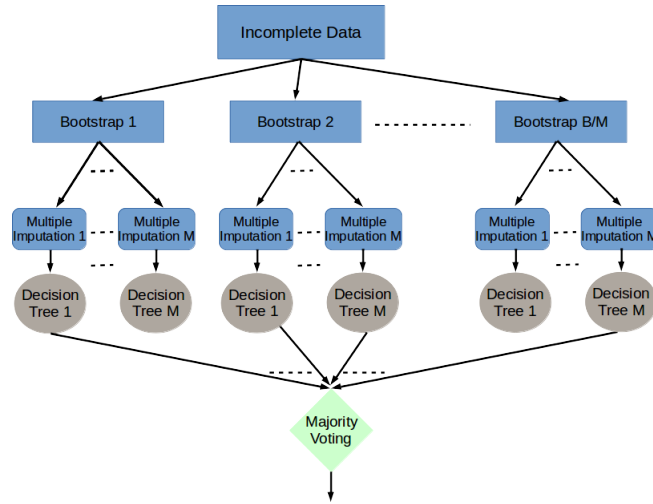 Incomplete Data
Bootstrap 1
Bootstrap 2
Bootstrap B/M
Multiple
Imputation 1
Multiple
Imputation M
Multiple
Imputation 1
Multiple
Imputation M
Multiple
Imputation 1
Multiple
Imputation M
Decision
Tree 1
Decision
Tree M
Decision
Tree 1
Decision
Tree M
Decision
Tree 1
Decision
Tree M
Majority
Voting